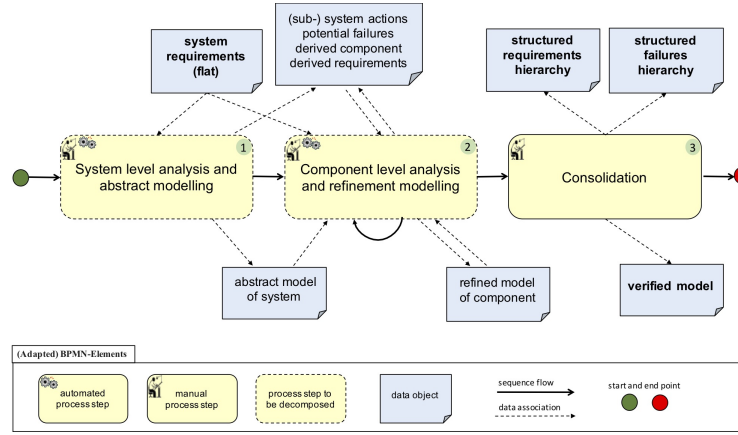 (sub-) system actions
potential failures
derived component
derived requirements
system
requirements
(flat)
structured
requirements
hierarchy
structured
failures
hierarchy
1
System level analysis and
abstract modelling
2
Component level analysis
and refinement modelling
3
Consolidation
abstract model
of system
refined model
of component
verified model
(Adapted) BPMN-Elements
automated
process step
manual
process step
process step to
be decomposed
data object
sequence flow
data association
start and end point